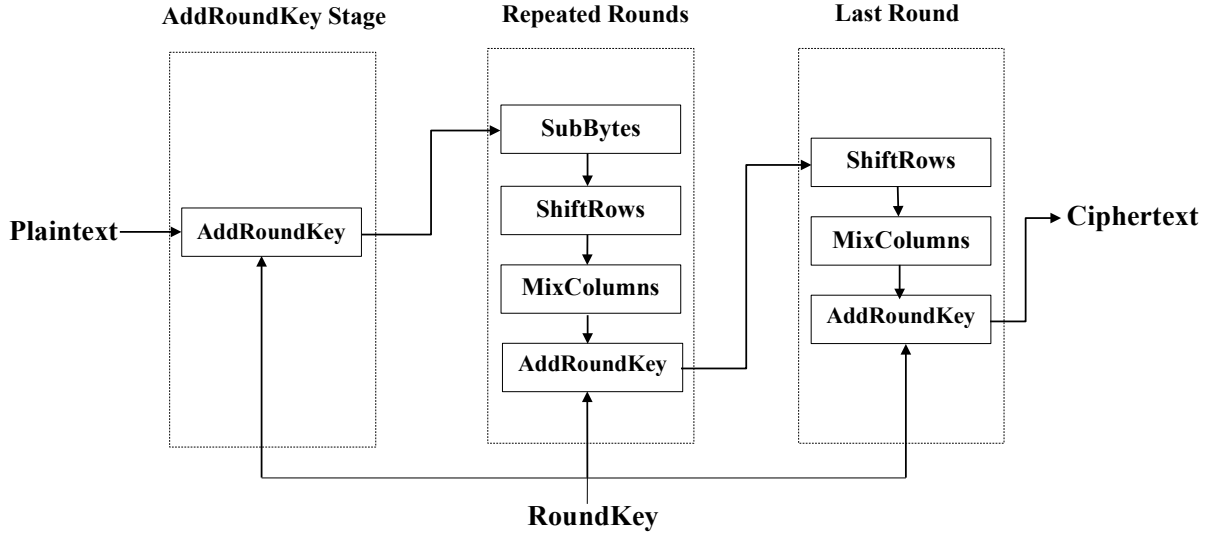 AddRoundKey Stage
Repeated Rounds
Last Round
Plaintext
AddRoundKey
SubBytes
ShiftRows
MixColumns
AddRoundKey
ShiftRows
MixColumns
AddRoundKey
Ciphertext
RoundKey